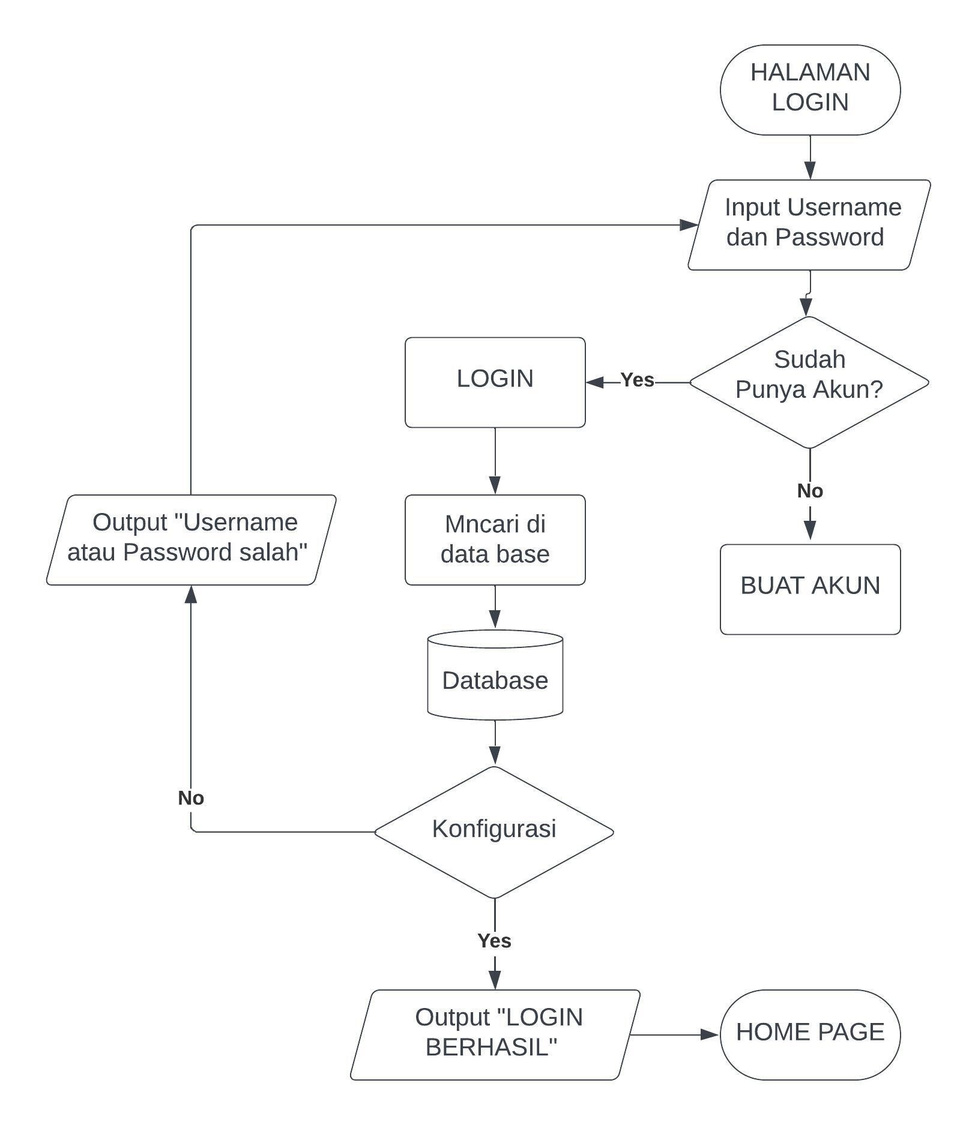 HALAMAN
LOGIN
Input Username
dan Password
Sudah
Punya Akun?
Yes
LOGIN
No
BUAT AKUN
Mncari di
data base
Output "Username
atau Password salah"
Database
Konfigurasi
No
Yes
Output "LOGIN
BERHASIL"
HOME PAGE